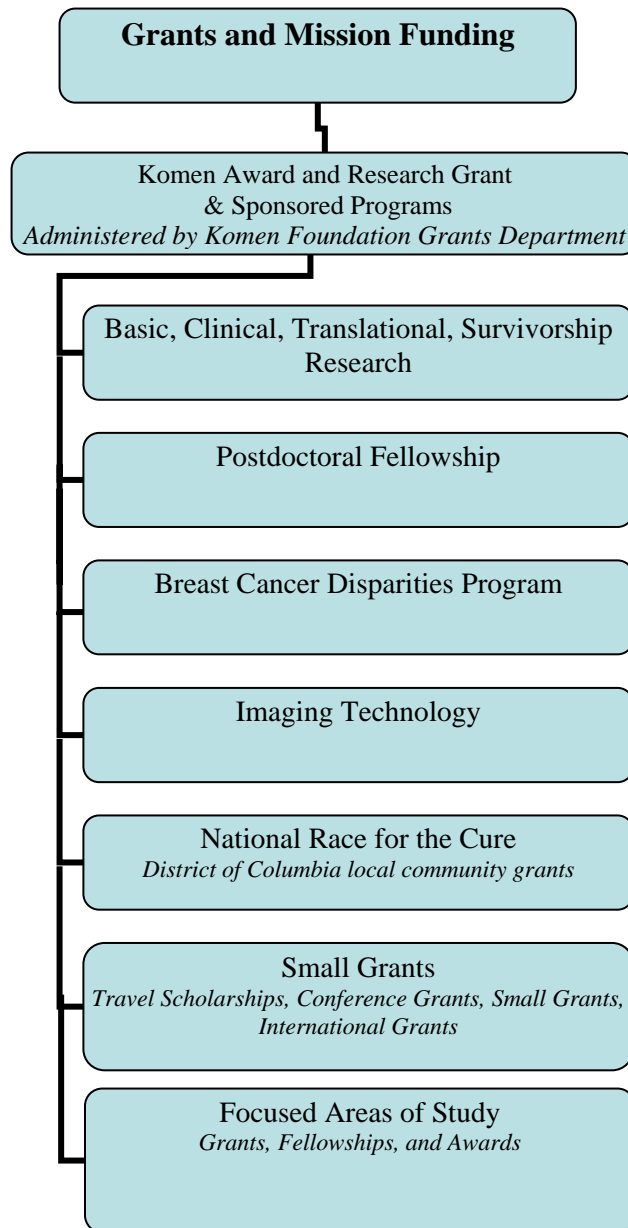 Grants and Mission Funding
Komen Award and Research Grant
& Sponsored Programs
Administered by Komen Foundation Grants Department
Basic, Clinical, Translational, Survivorship
Research
Postdoctoral Fellowship
Breast Cancer Disparities Program
Imaging Technology
National Race for the Cure
District of Columbia local community grants
Small Grants
Travel Scholarships, Conference Grants, Small Grants,
International Grants
Focused Areas of Study
Grants, Fellowships, and Awards